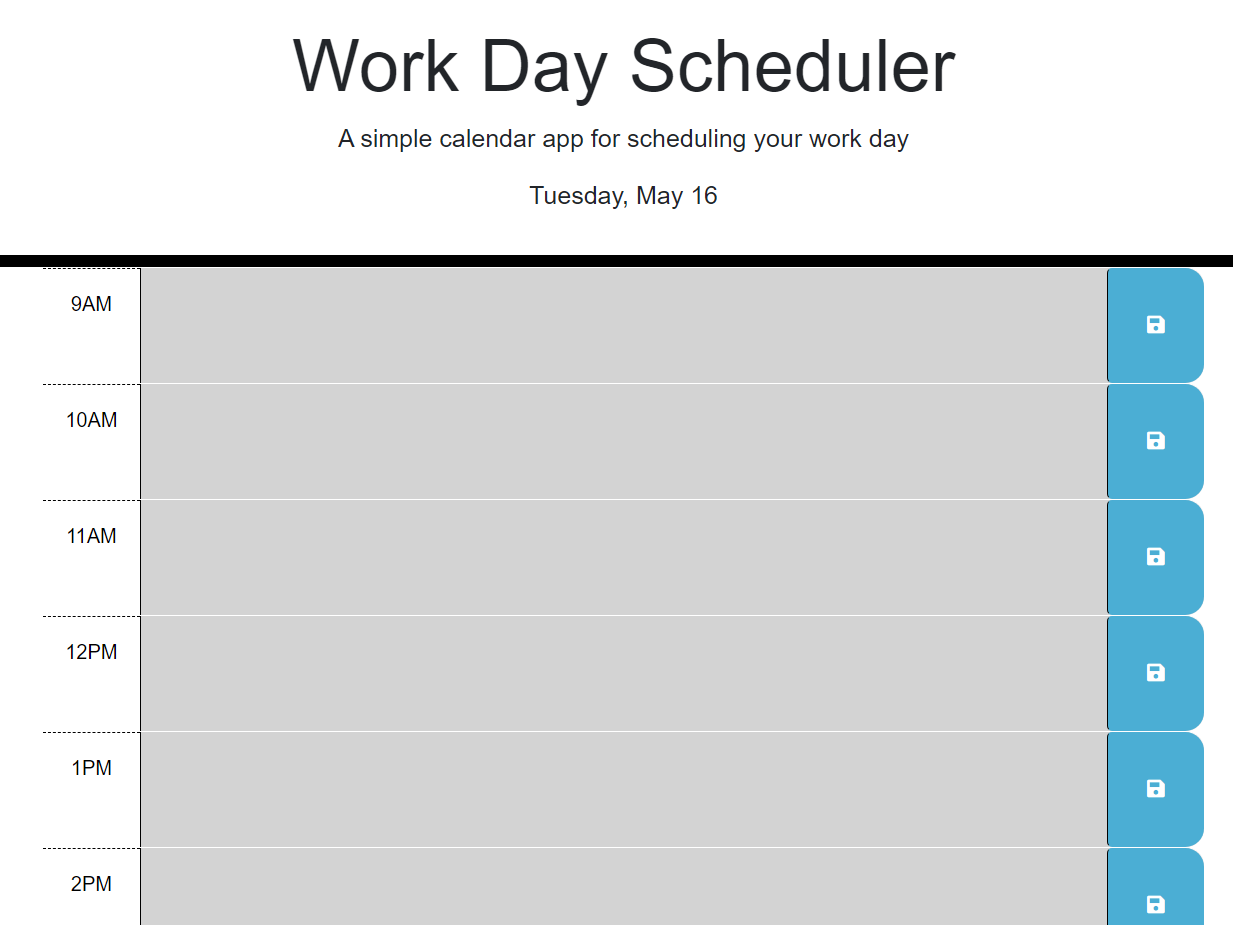 Work Day Scheduler
A simple calendar app for scheduling your work day
Tuesday, May 16
9AM
10AM
11AM
12PM
1PM
2PM